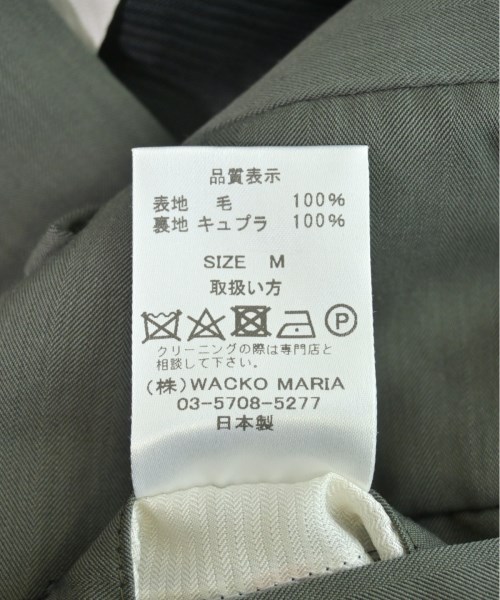 品質表示
表地 毛 100%
裏地 キュプラ 100%
SIZE M
取扱い方
P
クリーニングの際は専門店と
相談して下さい。
(株)WACKO MARIA
03-5708-5277
日本製